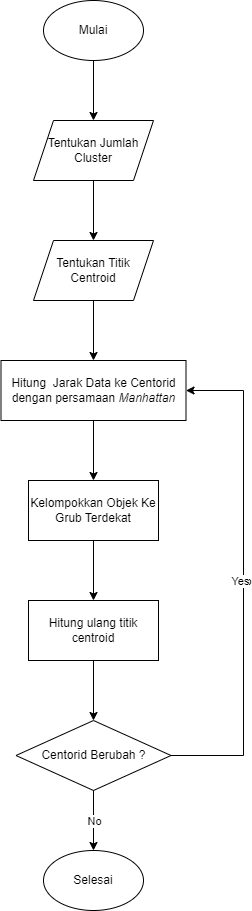 Mulai
Tentukan Jumlah
Cluster
Tentukan Titik
Centroid
Hitung Jarak Data ke Centorid
dengan persamaan Manhattan
Kelompokkan Objek Ke
Grub Terdekat
Hitung ulang titik
centroid
Yes
Centorid Berubah ?
No
Selesai